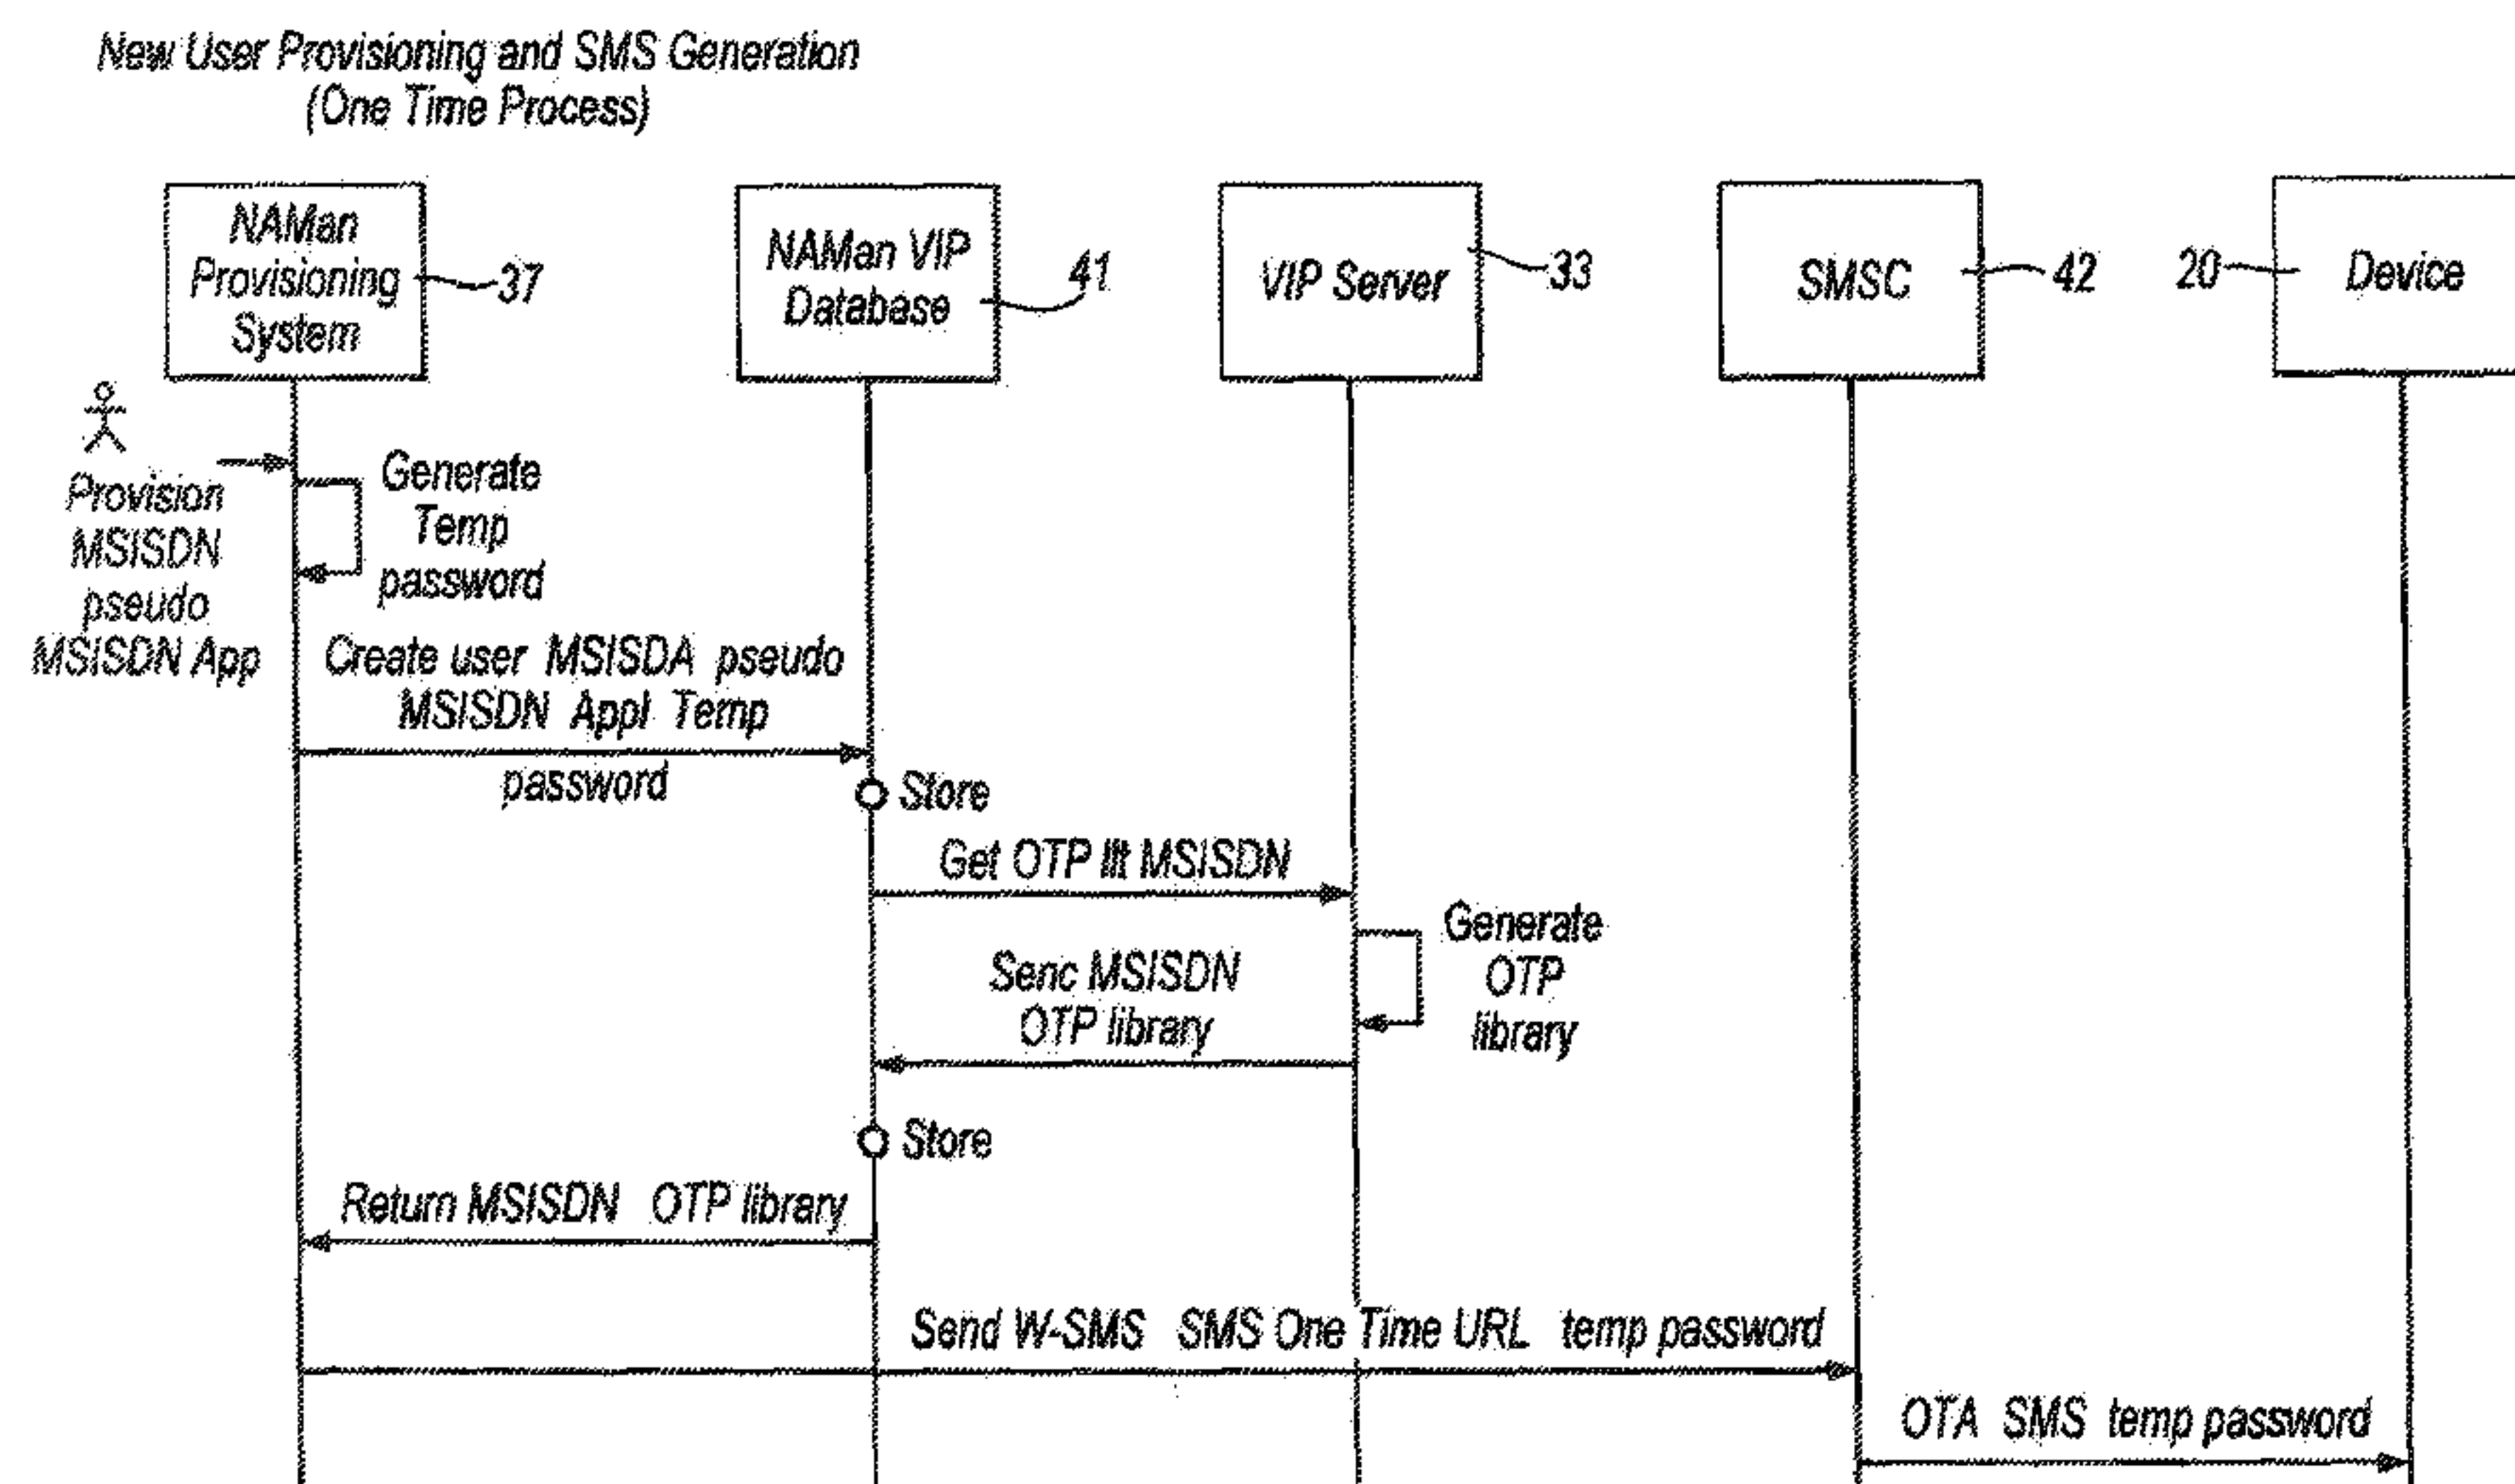 New User Provisioning and SMS Generation
(One Time Process)
NAMan
Provisioning
System
37
NAMan VIP
Database
41
VIP Server
33
SMSC
42
20
Device
Provision
MSISDN
pseudo
MSISDN App
Generate
Temp
password
Create user MSISDA pseudo
MSISDN Appl Temp
password
Store
Get OTP MSISDN
Generate
OTP
library
Senc MSISDN
OTP library
Store
Return MSISDN OTP library
Send W-SMS SMS One Time URL temp password
OTA SMS temp password